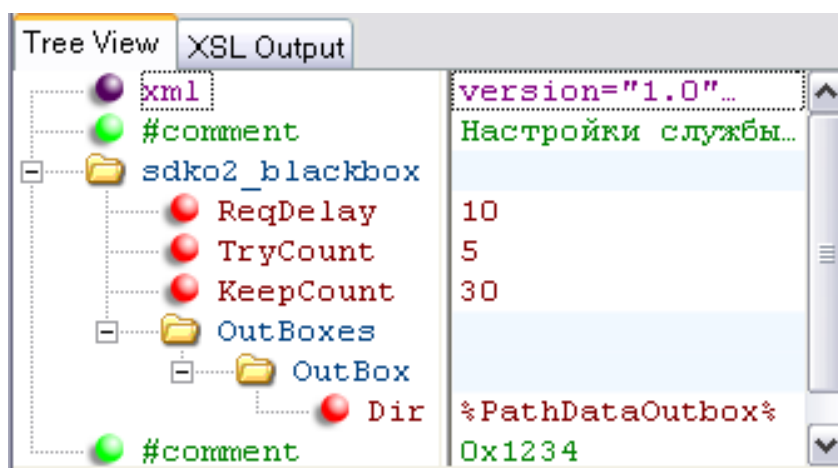 Tree View XSL Output
xml version="1.0"…
#comment Настройки службы…
sdko2_blackbox
ReqDelay 10
TryCount 5
KeepCount 30
OutBoxes
OutBox
Dir %PathDataOutbox%
#comment 0x1234